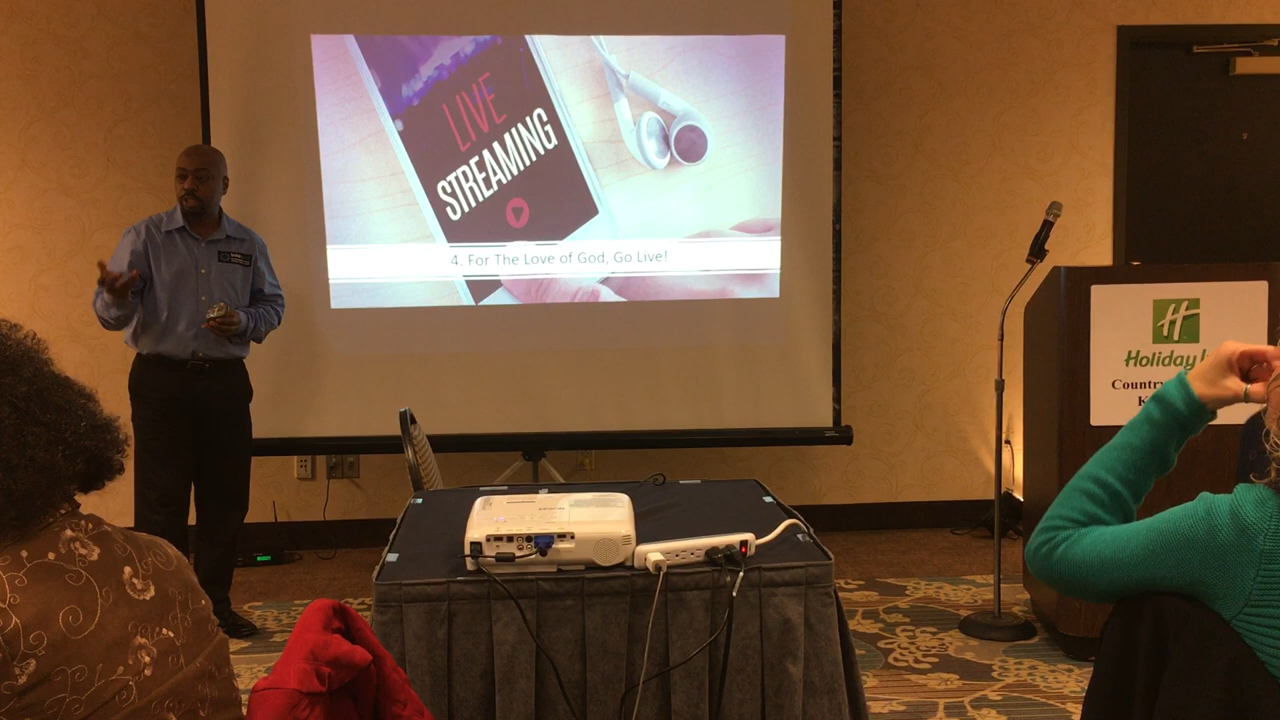 LIVE
STREAMING
4. For The Love of God, Go Live!
H
Holiday
Country